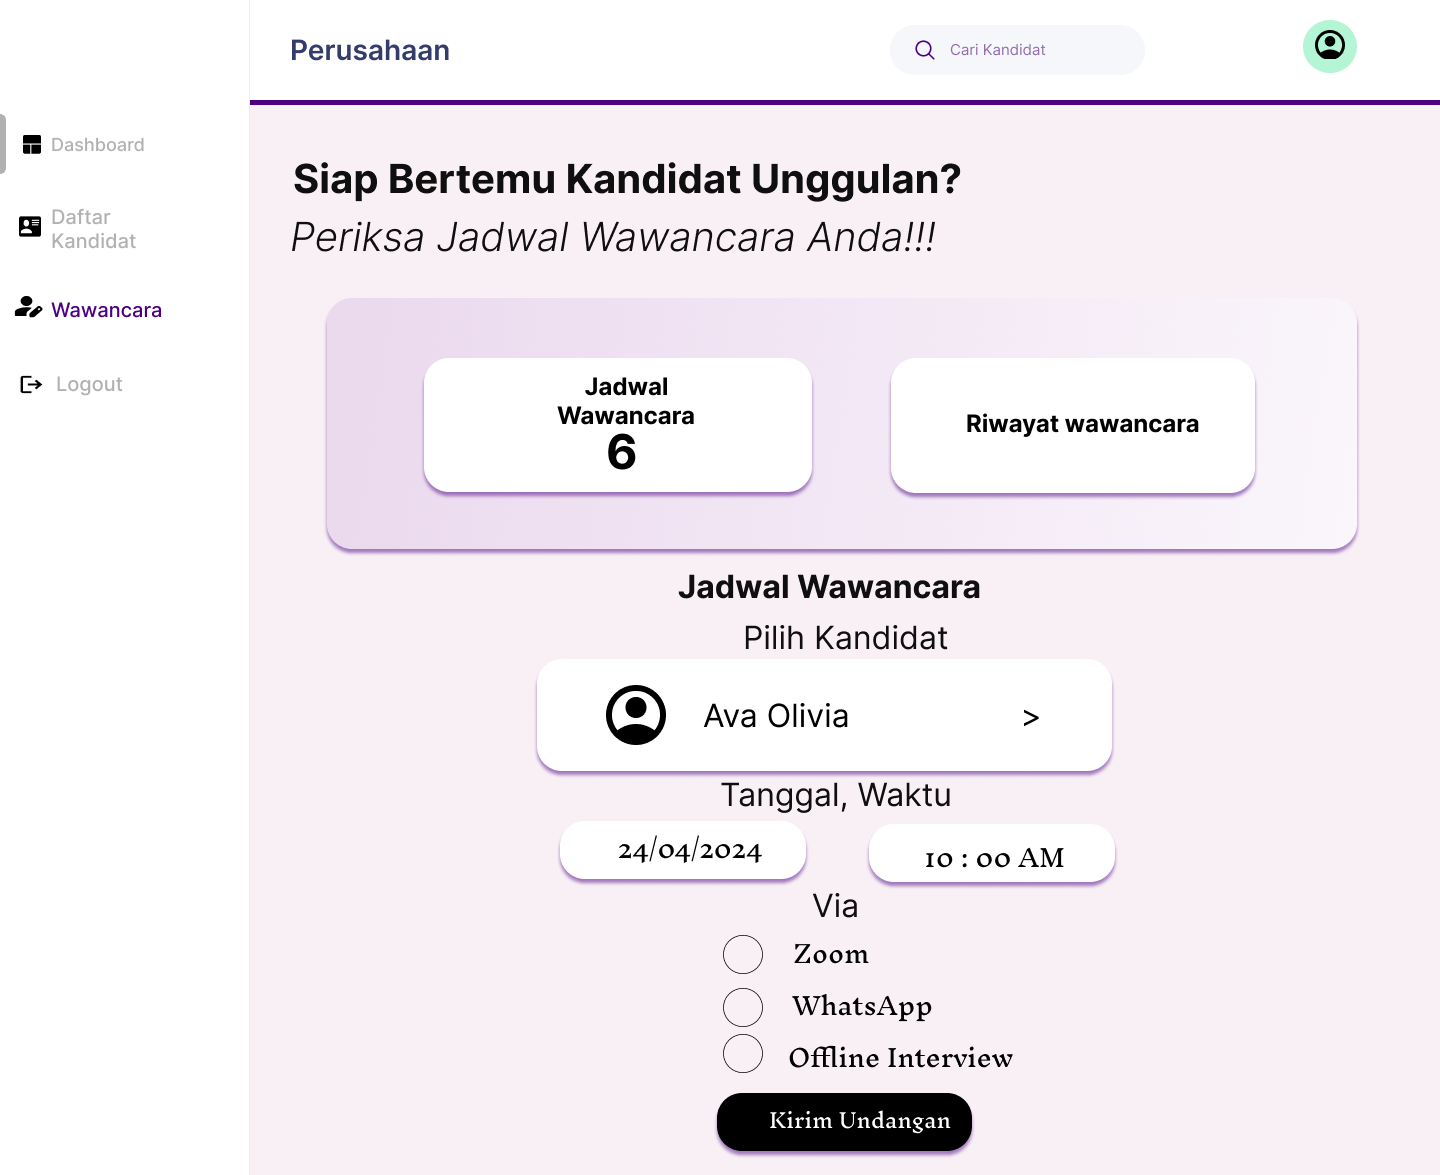 Perusahaan
Cari Kandidat
Dashboard
Daftar
Kandidat
Wawancara
Logout
Siap Bertemu Kandidat Unggulan?
Periksa Jadwal Wawancara Anda!!!
Jadwal
Wawancara
6
Riwayat wawancara
Jadwal Wawancara
Pilih Kandidat
Ava Olivia >
Tanggal, Waktu
24/04/2024
10 : 00 AM
Via
Zoom
WhatsApp
Offline Interview
Kirim Undangan